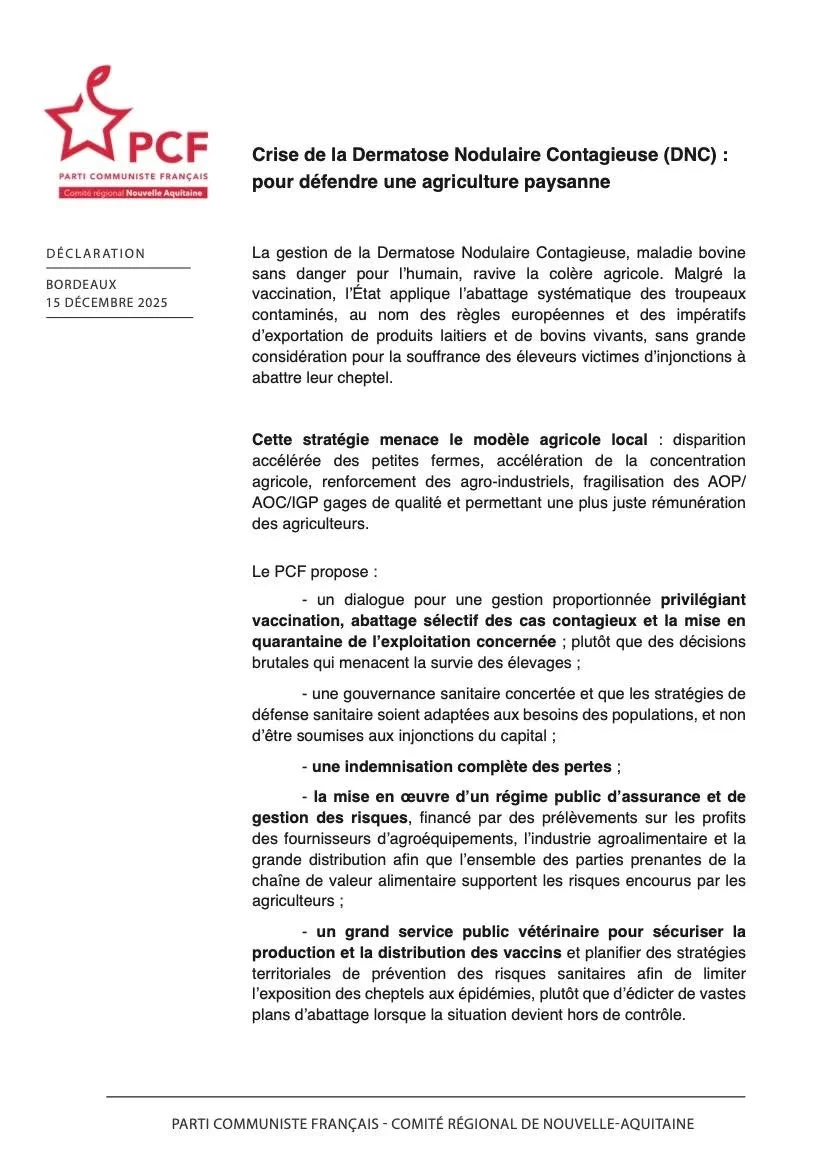 PCF
PARTI COMMUNISTE FRANÇAIS
Comité régional Nouvelle Aquitaine
Crise de la Dermatose Nodulaire Contagieuse (DNC) :
pour défendre une agriculture paysanne
DÉCLARATION
BORDEAUX
15 DÉCEMBRE 2025
La gestion de la Dermatose Nodulaire Contagieuse, maladie bovine
sans danger pour l’humain, ravive la colère agricole. Malgré la
vaccination, l’État applique l’abattage systématique des troupeaux
contaminés, au nom des règles européennes et des impératifs
d’exportation de produits laitiers et de bovins vivants, sans grande
considération pour la souffrance des éleveurs victimes d’injonctions à
abattre leur cheptel.
Cette stratégie menace le modèle agricole local : disparition
accélérée des petites fermes, accélération de la concentration
agricole, renforcement des agro-industriels, fragilisation des AOP/
AOC/IGP gages de qualité et permettant une plus juste rémunération
des agriculteurs.
Le PCF propose :
- un dialogue pour une gestion proportionnée privilégiant
vaccination, abattage sélectif des cas contagieux et la mise en
quarantaine de l’exploitation concernée ; plutôt que des décisions
brutales qui menacent la survie des élevages ;
- une gouvernance sanitaire concertée et que les stratégies de
défense sanitaire soient adaptées aux besoins des populations, et non
d’être soumises aux injonctions du capital ;
- une indemnisation complète des pertes ;
- la mise en œuvre d’un régime public d’assurance et de
gestion des risques, financé par des prélèvements sur les profits
des fournisseurs d’agroéquipements, l’industrie agroalimentaire et la
grande distribution afin que l’ensemble des parties prenantes de la
chaîne de valeur alimentaire supportent les risques encourus par les
agriculteurs ;
- un grand service public vétérinaire pour sécuriser la
production et la distribution des vaccins et planifier des stratégies
territoriales de prévention des risques sanitaires afin de limiter
l’exposition des cheptels aux épidémies, plutôt que d’édicter de vastes
plans d’abattage lorsque la situation devient hors de contrôle.
PARTI COMMUNISTE FRANÇAIS - COMITÉ RÉGIONAL DE NOUVELLE-AQUITAINE